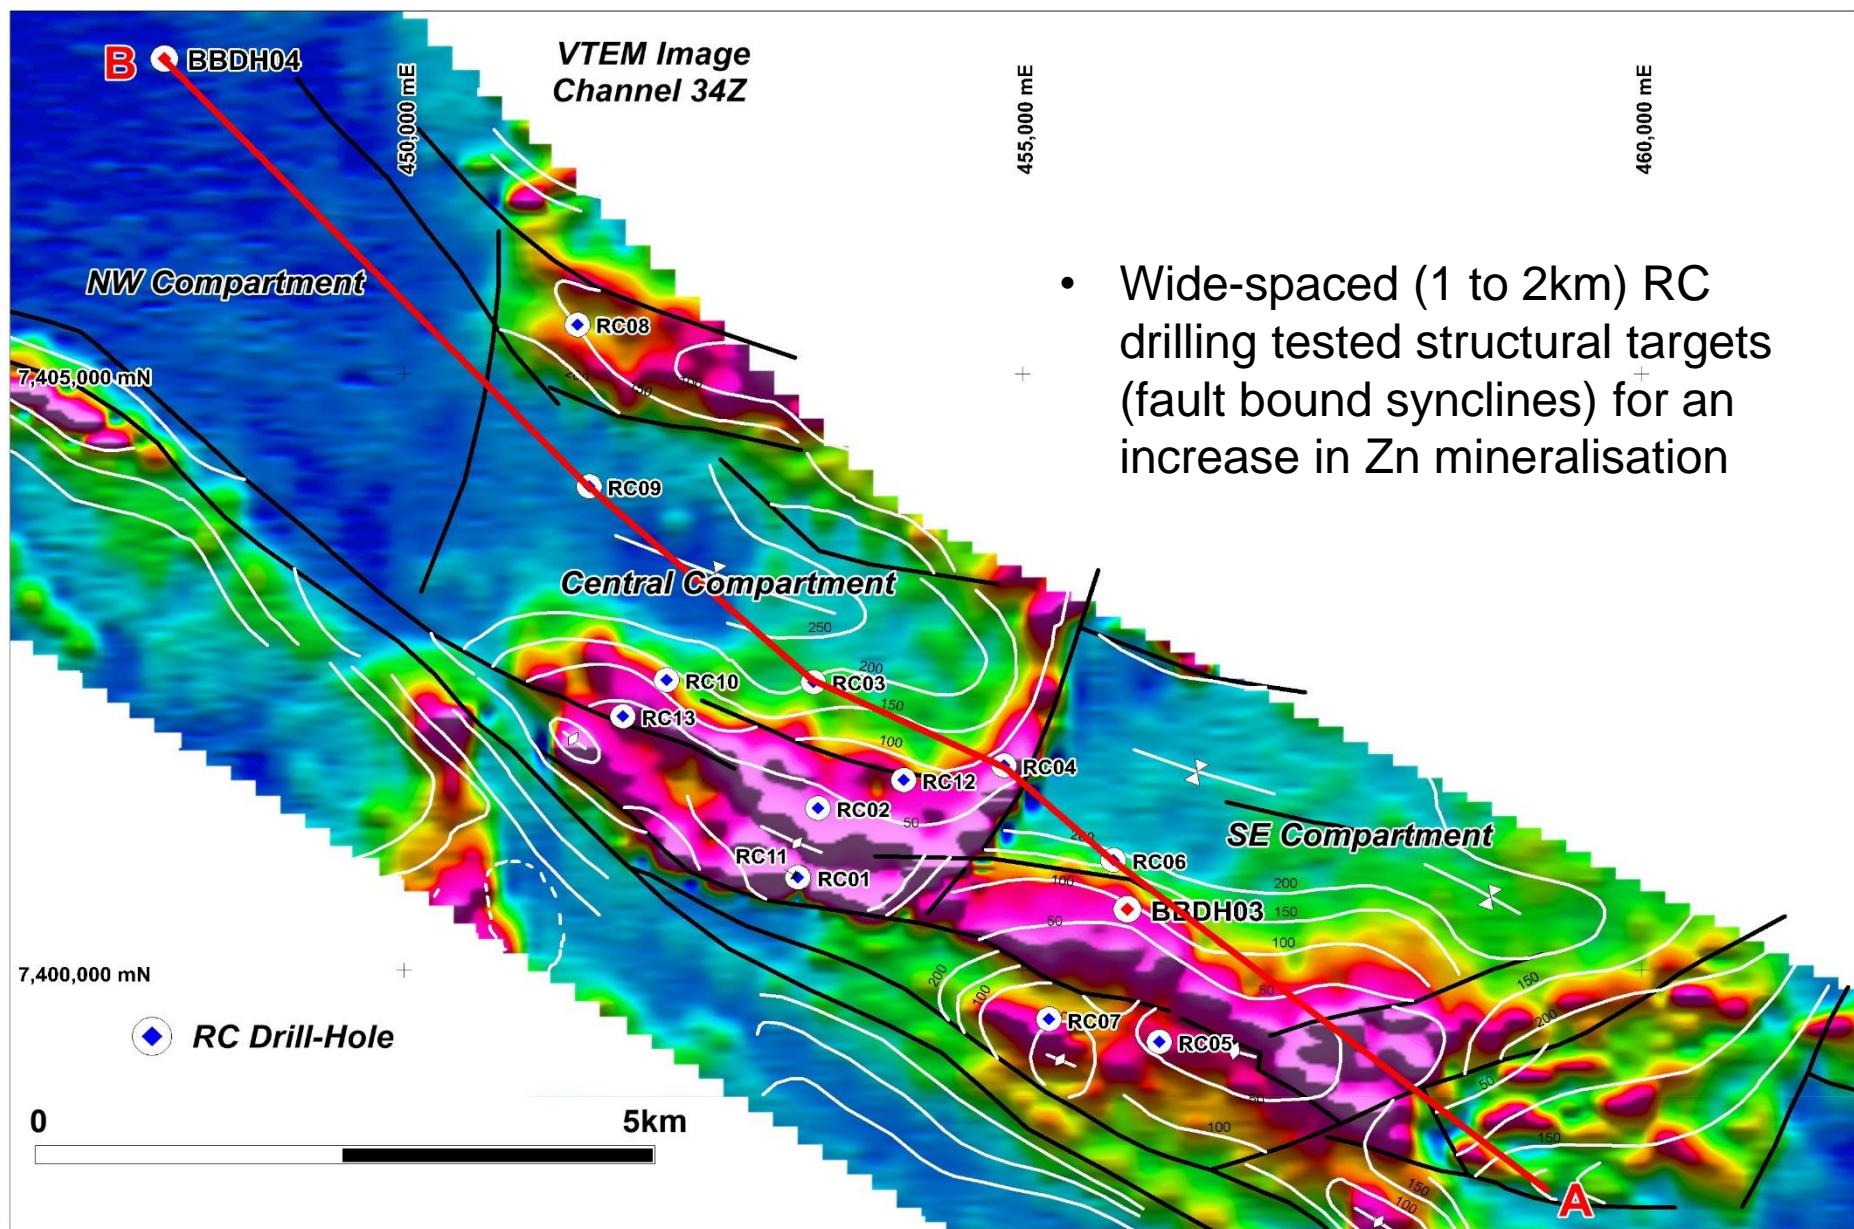 B
BBDH04
VTEM Image
Channel 34Z
450,000 mE
455,000 mE
460,000 mE
NW Compartment
• Wide-spaced (1 to 2km) RC
drilling tested structural targets
(fault bound synclines) for an
increase in Zn mineralisation
RC08
7,405,000 mN
RC09
Central Compartment
250
200
RC10
RC03
150
RC13
100
RC04
RC12
RC02
50
SE Compartment
RC11
RC06
RC01
100
200
150
BBDH03
50
100
7,400,000 mN
200
150
100
50
200
RC07
RC05
RC Drill-Hole
50
100
150
0
5km
150
100
A